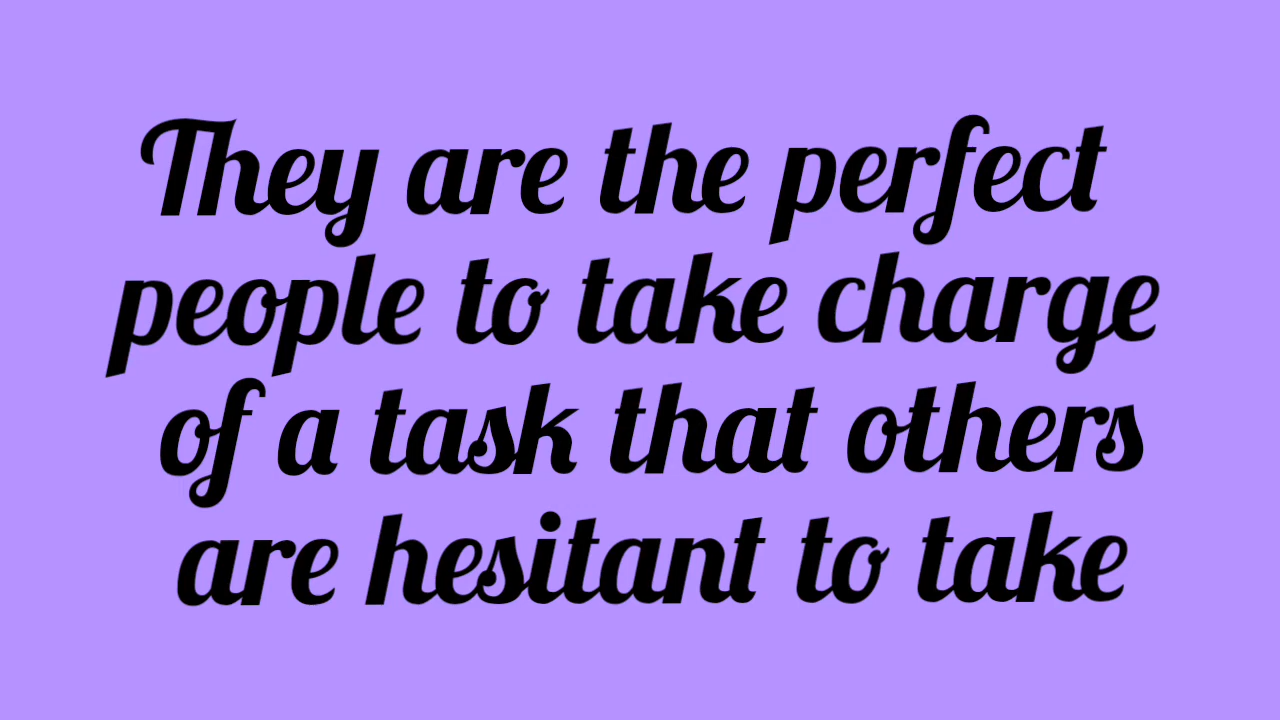 They are the perfect
people to take charge
of a task that others
are hesitant to take